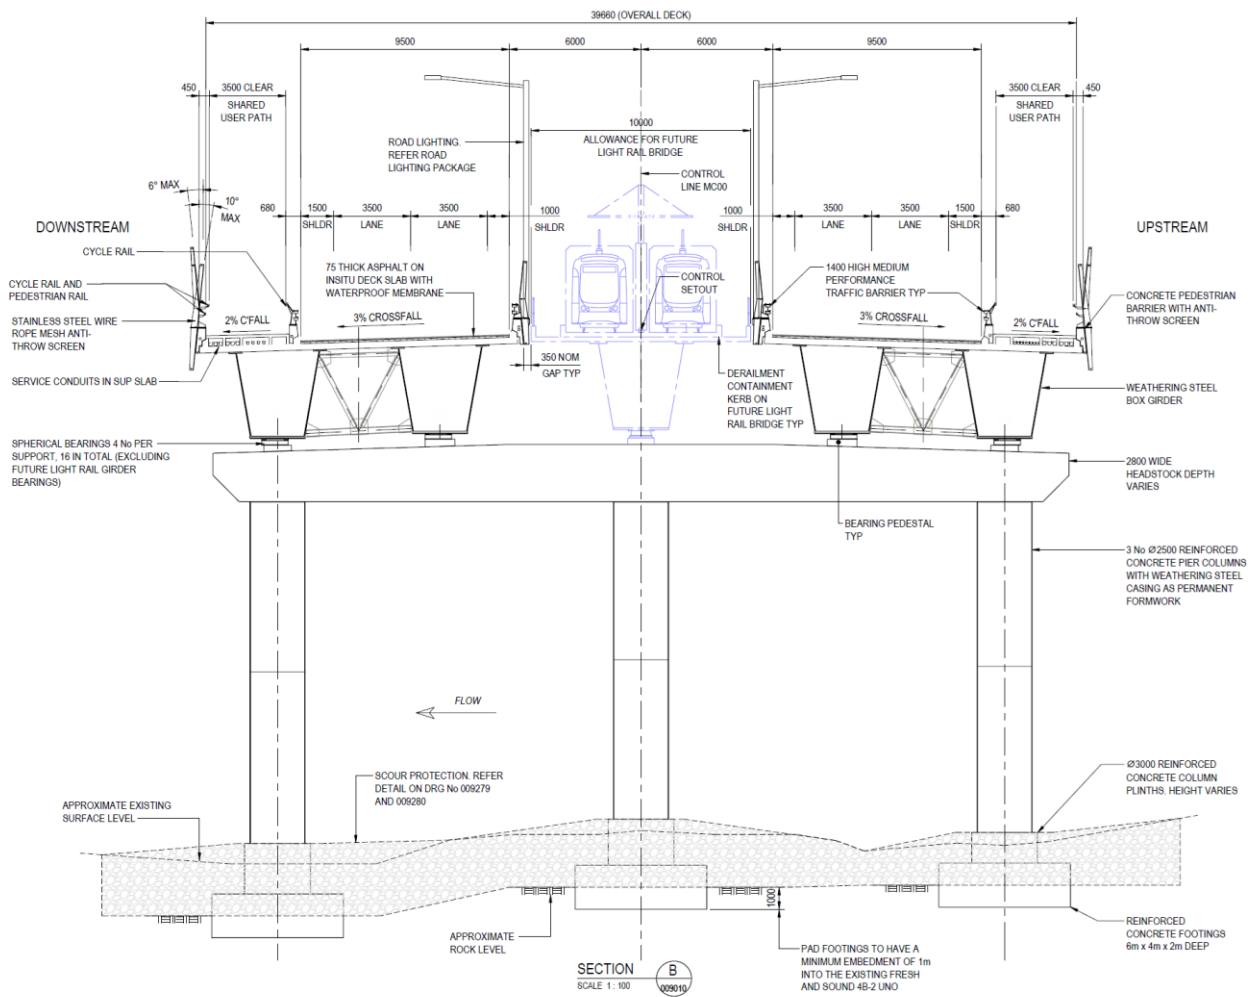 39660 (OVERALL DECK)
9500
6000
6000
9500
450
3500 CLEAR
SHARED
USER PATH
3500 CLEAR
450
SHARED
USER PATH
10000
ALLOWANCE FOR FUTURE
LIGHT RAIL BRIDGE
ROAD LIGHTING.
REFER ROAD
LIGHTING PACKAGE
CONTROL
LINE MC00
6° MAX
10°
MAX
680
1500
SHLDR
3500
LANE
3500
LANE
1000
SHLDR
1000
SHLDR
3500
LANE
3500
LANE
1500
SHLDR
680
DOWNSTREAM
UPSTREAM
CYCLE RAIL
CYCLE RAIL AND
PEDESTRIAN RAIL
STAINLESS STEEL WIRE
ROPE MESH ANTI-
THROW SCREEN
75 THICK ASPHALT ON
INSITU DECK SLAB WITH
WATERPROOF MEMBRANE
CONTROL
SETOUT
1400 HIGH MEDIUM
PERFORMANCE
TRAFFIC BARRIER TYP
CONCRETE PEDESTRIAN
BARRIER WITH ANTI-
THROW SCREEN
2% C'FALL
3% CROSSFALL
3% CROSSFALL
2% C'FALL
350 NOM
GAP TYP
SERVICE CONDUITS IN SUP SLAB
DERAILMENT
CONTAINMENT
KERB ON
FUTURE LIGHT
RAIL BRIDGE TYP
WEATHERING STEEL
BOX GIRDER
SPHERICAL BEARINGS 4 No PER
SUPPORT, 16 IN TOTAL (EXCLUDING
FUTURE LIGHT RAIL GIRDER
BEARINGS)
2800 WIDE
HEADSTOCK DEPTH
VARIES
BEARING PEDESTAL
TYP
3 No Ø2500 REINFORCED
CONCRETE PIER COLUMNS
WITH WEATHERING STEEL
CASING AS PERMANENT
FORMWORK
FLOW
SCOUR PROTECTION. REFER
DETAIL ON DRG No 009279
AND 009280
Ø3000 REINFORCED
CONCRETE COLUMN
PLINTHS. HEIGHT VARIES
APPROXIMATE EXISTING
SURFACE LEVEL
1000
APPROXIMATE
ROCK LEVEL
PAD FOOTINGS TO HAVE A
MINIMUM EMBEDMENT OF 1m
INTO THE EXISTING FRESH
AND SOUND 4B-2 UNO
REINFORCED
CONCRETE FOOTINGS
6m x 4m x 2m DEEP
SECTION
SCALE 1 : 100
B
009010